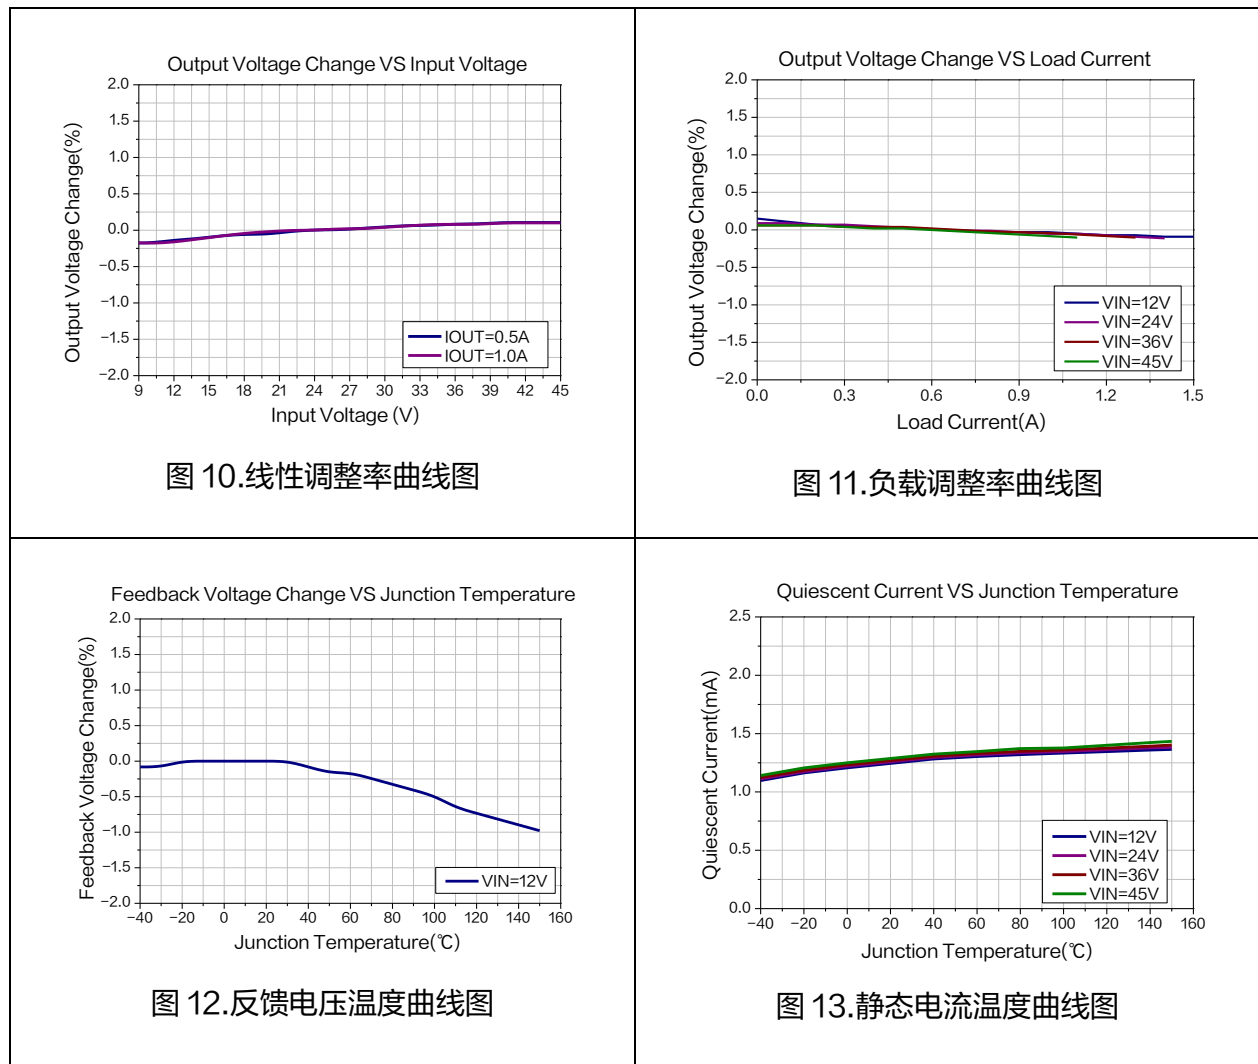 Output Voltage Change VS Input Voltage
Output Voltage Change(%)
2.0
1.5
1.0
0.5
0.0
−0.5
−1.0
−1.5
−2.0
IOUT=0.5A
IOUT=1.0A
9 12 15 18 21 24 27 30 33 36 39 42 45
Input Voltage (V)
图 10.线性调整率曲线图
Output Voltage Change VS Load Current
Output Voltage Change(%)
2.0
1.5
1.0
0.5
0.0
−0.5
−1.0
−1.5
−2.0
VIN=12V
VIN=24V
VIN=36V
VIN=45V
0.0 0.3 0.6 0.9 1.2 1.5
Load Current(A)
图 11.负载调整率曲线图
Feedback Voltage Change VS Junction Temperature
Feedback Voltage Change(%)
2.0
1.5
1.0
0.5
0.0
−0.5
−1.0
−1.5
−2.0
VIN=12V
−40 −20 0 20 40 60 80 100 120 140 160
Junction Temperature(℃)
图 12.反馈电压温度曲线图
Quiescent Current VS Junction Temperature
Quiescent Current(mA)
2.5
2.0
1.5
1.0
0.5
0.0
VIN=12V
VIN=24V
VIN=36V
VIN=45V
−40 −20 0 20 40 60 80 100 120 140 160
Junction Temperature(℃)
图 13.静态电流温度曲线图